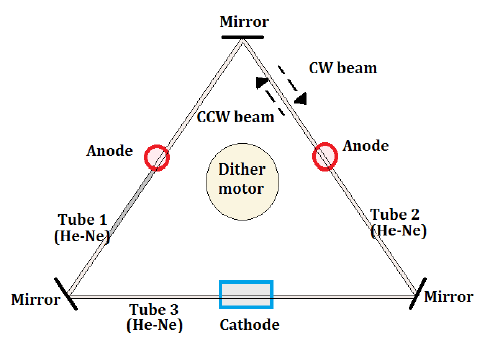 Mirror
CW beam
CCW beam
Anode
Anode
Dither
motor
Tube 1
(He-Ne)
Tube 2
(He-Ne)
Mirror
Mirror
Tube 3
(He-Ne)
Cathode